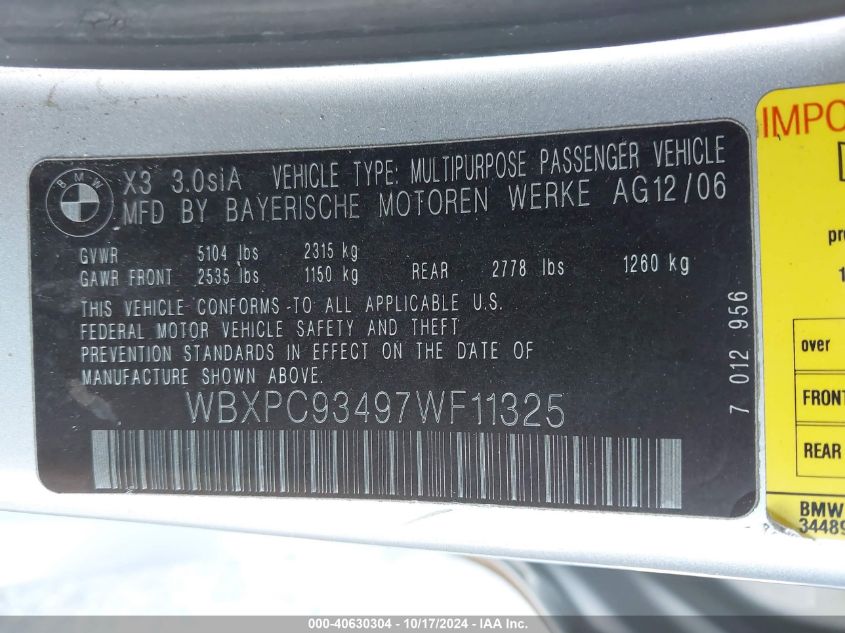 BMW
X3 3.0siA VEHICLE TYPE: MULTIPURPOSE PASSENGER VEHICLE
MFD BY BAYERISCHE MOTOREN WERKE AG12/06
GVWR 5104 lbs 2315 kg
GAWR FRONT 2535 lbs 1150 kg REAR 2778 lbs 1260 kg
THIS VEHICLE CONFORMS TO ALL APPLICABLE U.S.
FEDERAL MOTOR VEHICLE SAFETY AND THEFT
PREVENTION STANDARDS IN EFFECT ON THE DATE OF
MANUFACTURE SHOWN ABOVE.
WBXPC93497WF11325
7 012 956
IMPO
pr
1
over
FRONT
REAR
BMW
34489
000-40630304 - 10/17/2024 - IAA Inc.